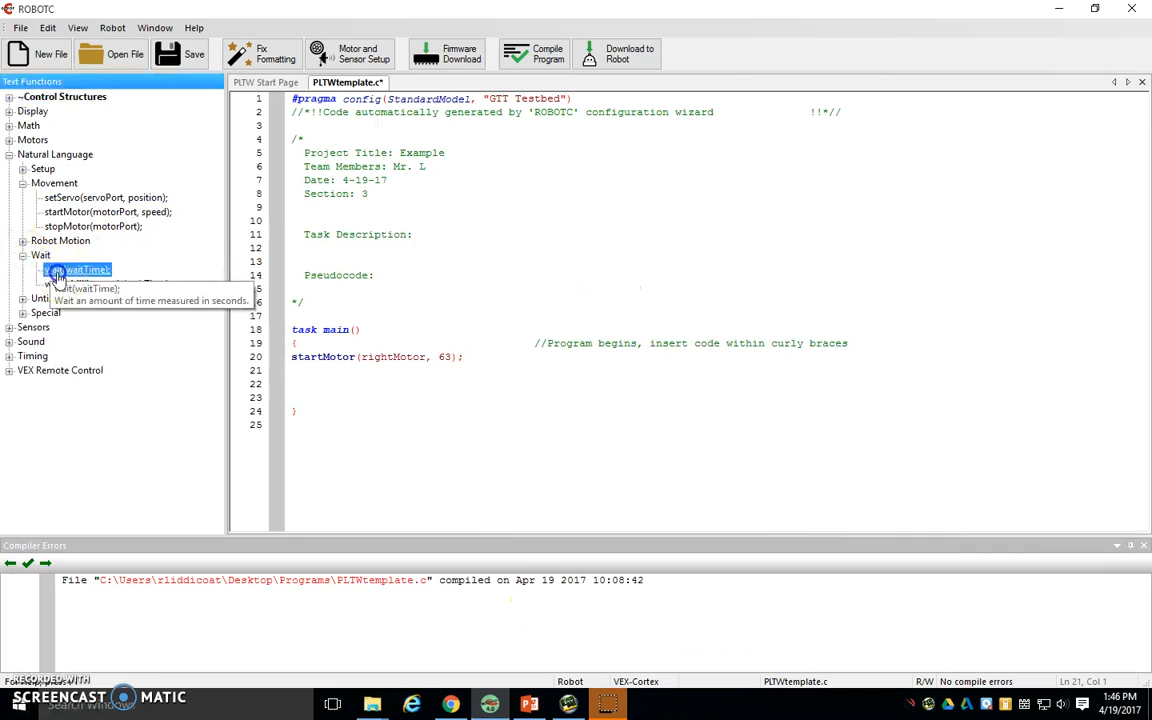 ROBOTC
File Edit View Robot Window Help
New File Open File Save Fix Formatting Motor and Sensor Setup Firmware Download Compile Program Download to Robot
Text Functions
PLTW Start Page PLTWtemplate.c*
~Control Structures
Display
Math
Motors
Natural Language
Setup
Movement
setServo(servoPort, position);
startMotor(motorPort, speed);
stopMotor(motorPort);
Robot Motion
Wait
wait(waitTime);
wait(waitTime);
Wait an amount of time measured in seconds.
Special
Sensors
Sound
Timing
VEX Remote Control
1 #pragma config(StandardModel, "GTT Testbed")
2 //*!!Code automatically generated by 'ROBOTC' configuration wizard !!*//
3
4 /*
5 Project Title: Example
6 Team Members: Mr. L
7 Date: 4-19-17
8 Section: 3
9
10
11 Task Description:
12
13
14 Pseudocode:
5
6 */
17
18 task main()
19 { //Program begins, insert code within curly braces
20 startMotor(rightMotor, 63);
21
22
23
24 }
25
Compiler Errors
File "C:\Users\rliddicoat\Desktop\Programs\PLTWtemplate.c" compiled on Apr 19 2017 10:08:42
Robot VEX-Cortex PLTWtemplate.c R/W No compile errors Ln 21, Col 1
RECORDED WITH
SCREENCAST MATIC
Search Windows
1:46 PM
4/19/2017